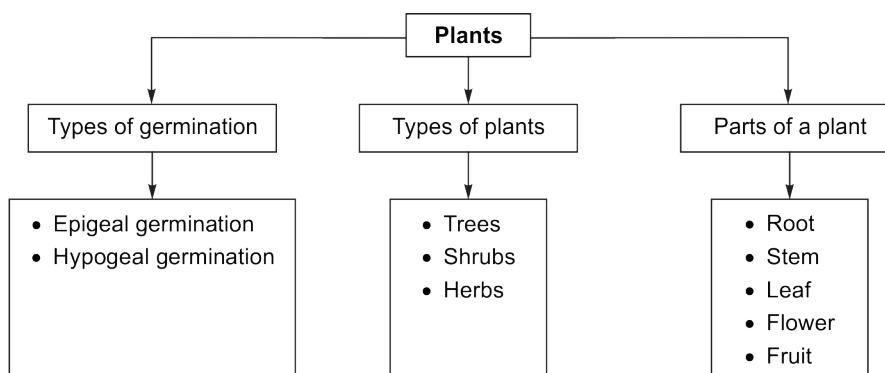 Plants
Types of germination
Types of plants
Parts of a plant
• Epigeal germination
• Hypogeal germination
• Trees
• Shrubs
• Herbs
• Root
• Stem
• Leaf
• Flower
• Fruit